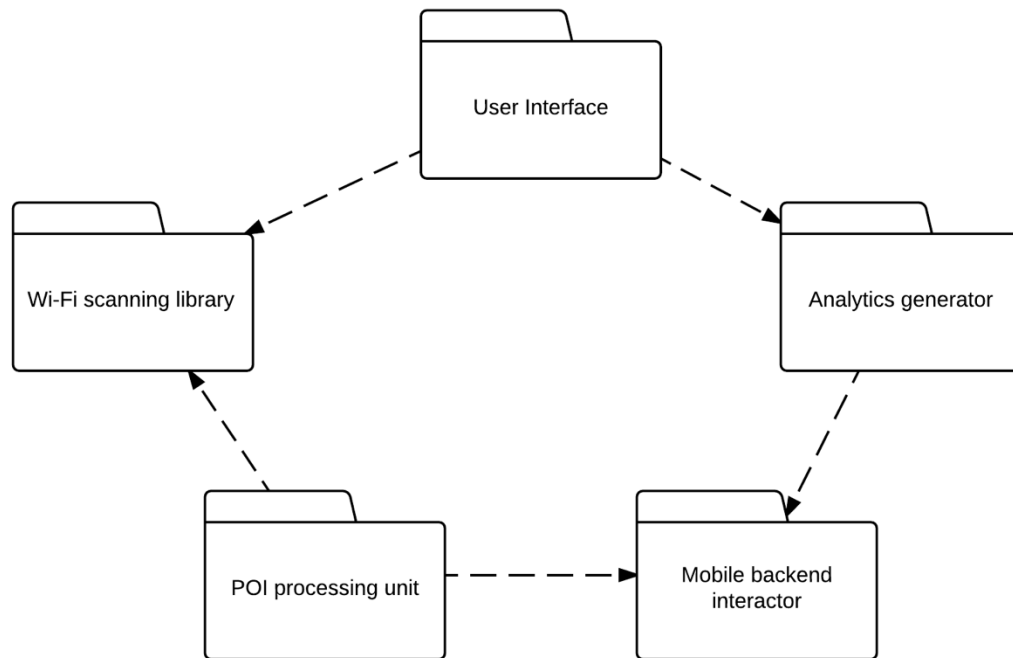 User Interface
Wi-Fi scanning library
Analytics generator
POI processing unit
Mobile backend
interactor